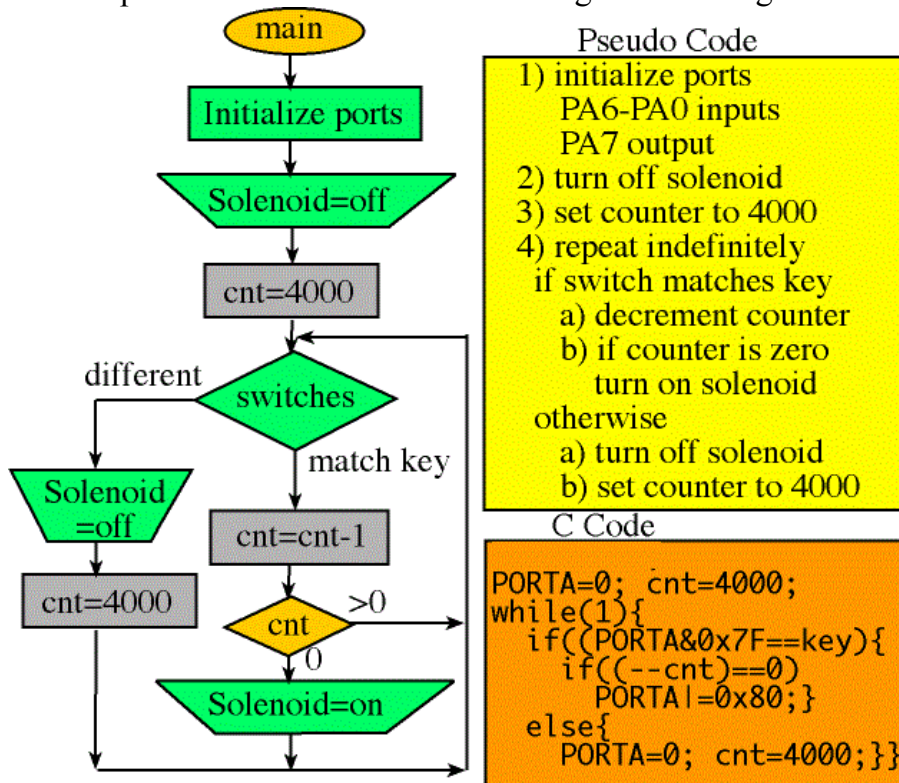 main
Initialize ports
Solenoid=off
cnt=4000
different
switches
match key
Solenoid
=off
cnt=cnt-1
cnt=4000
>0
cnt
0
Solenoid=on
Pseudo Code
1) initialize ports
PA6-PA0 inputs
PA7 output
2) turn off solenoid
3) set counter to 4000
4) repeat indefinitely
if switch matches key
a) decrement counter
b) if counter is zero
turn on solenoid
otherwise
a) turn off solenoid
b) set counter to 4000
C Code
PORTA=0; cnt=4000;
while(1){
if((PORTA&0x7F==key){
if((--cnt)==0)
PORTA|=0x80;}
else{
PORTA=0; cnt=4000;}}